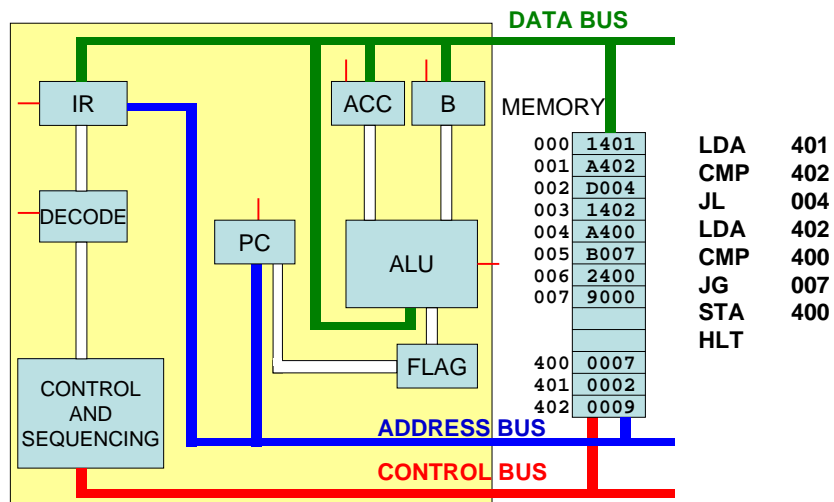 DATA BUS
IR
ACC
B
MEMORY
000 1401
001 A402
002 D004
003 1402
004 A400
005 B007
006 2400
007 9000
400 0007
401 0002
402 0009
LDA 401
CMP 402
JL 004
LDA 402
CMP 400
JG 007
STA 400
HLT
DECODE
PC
ALU
FLAG
CONTROL
AND
SEQUENCING
ADDRESS BUS
CONTROL BUS